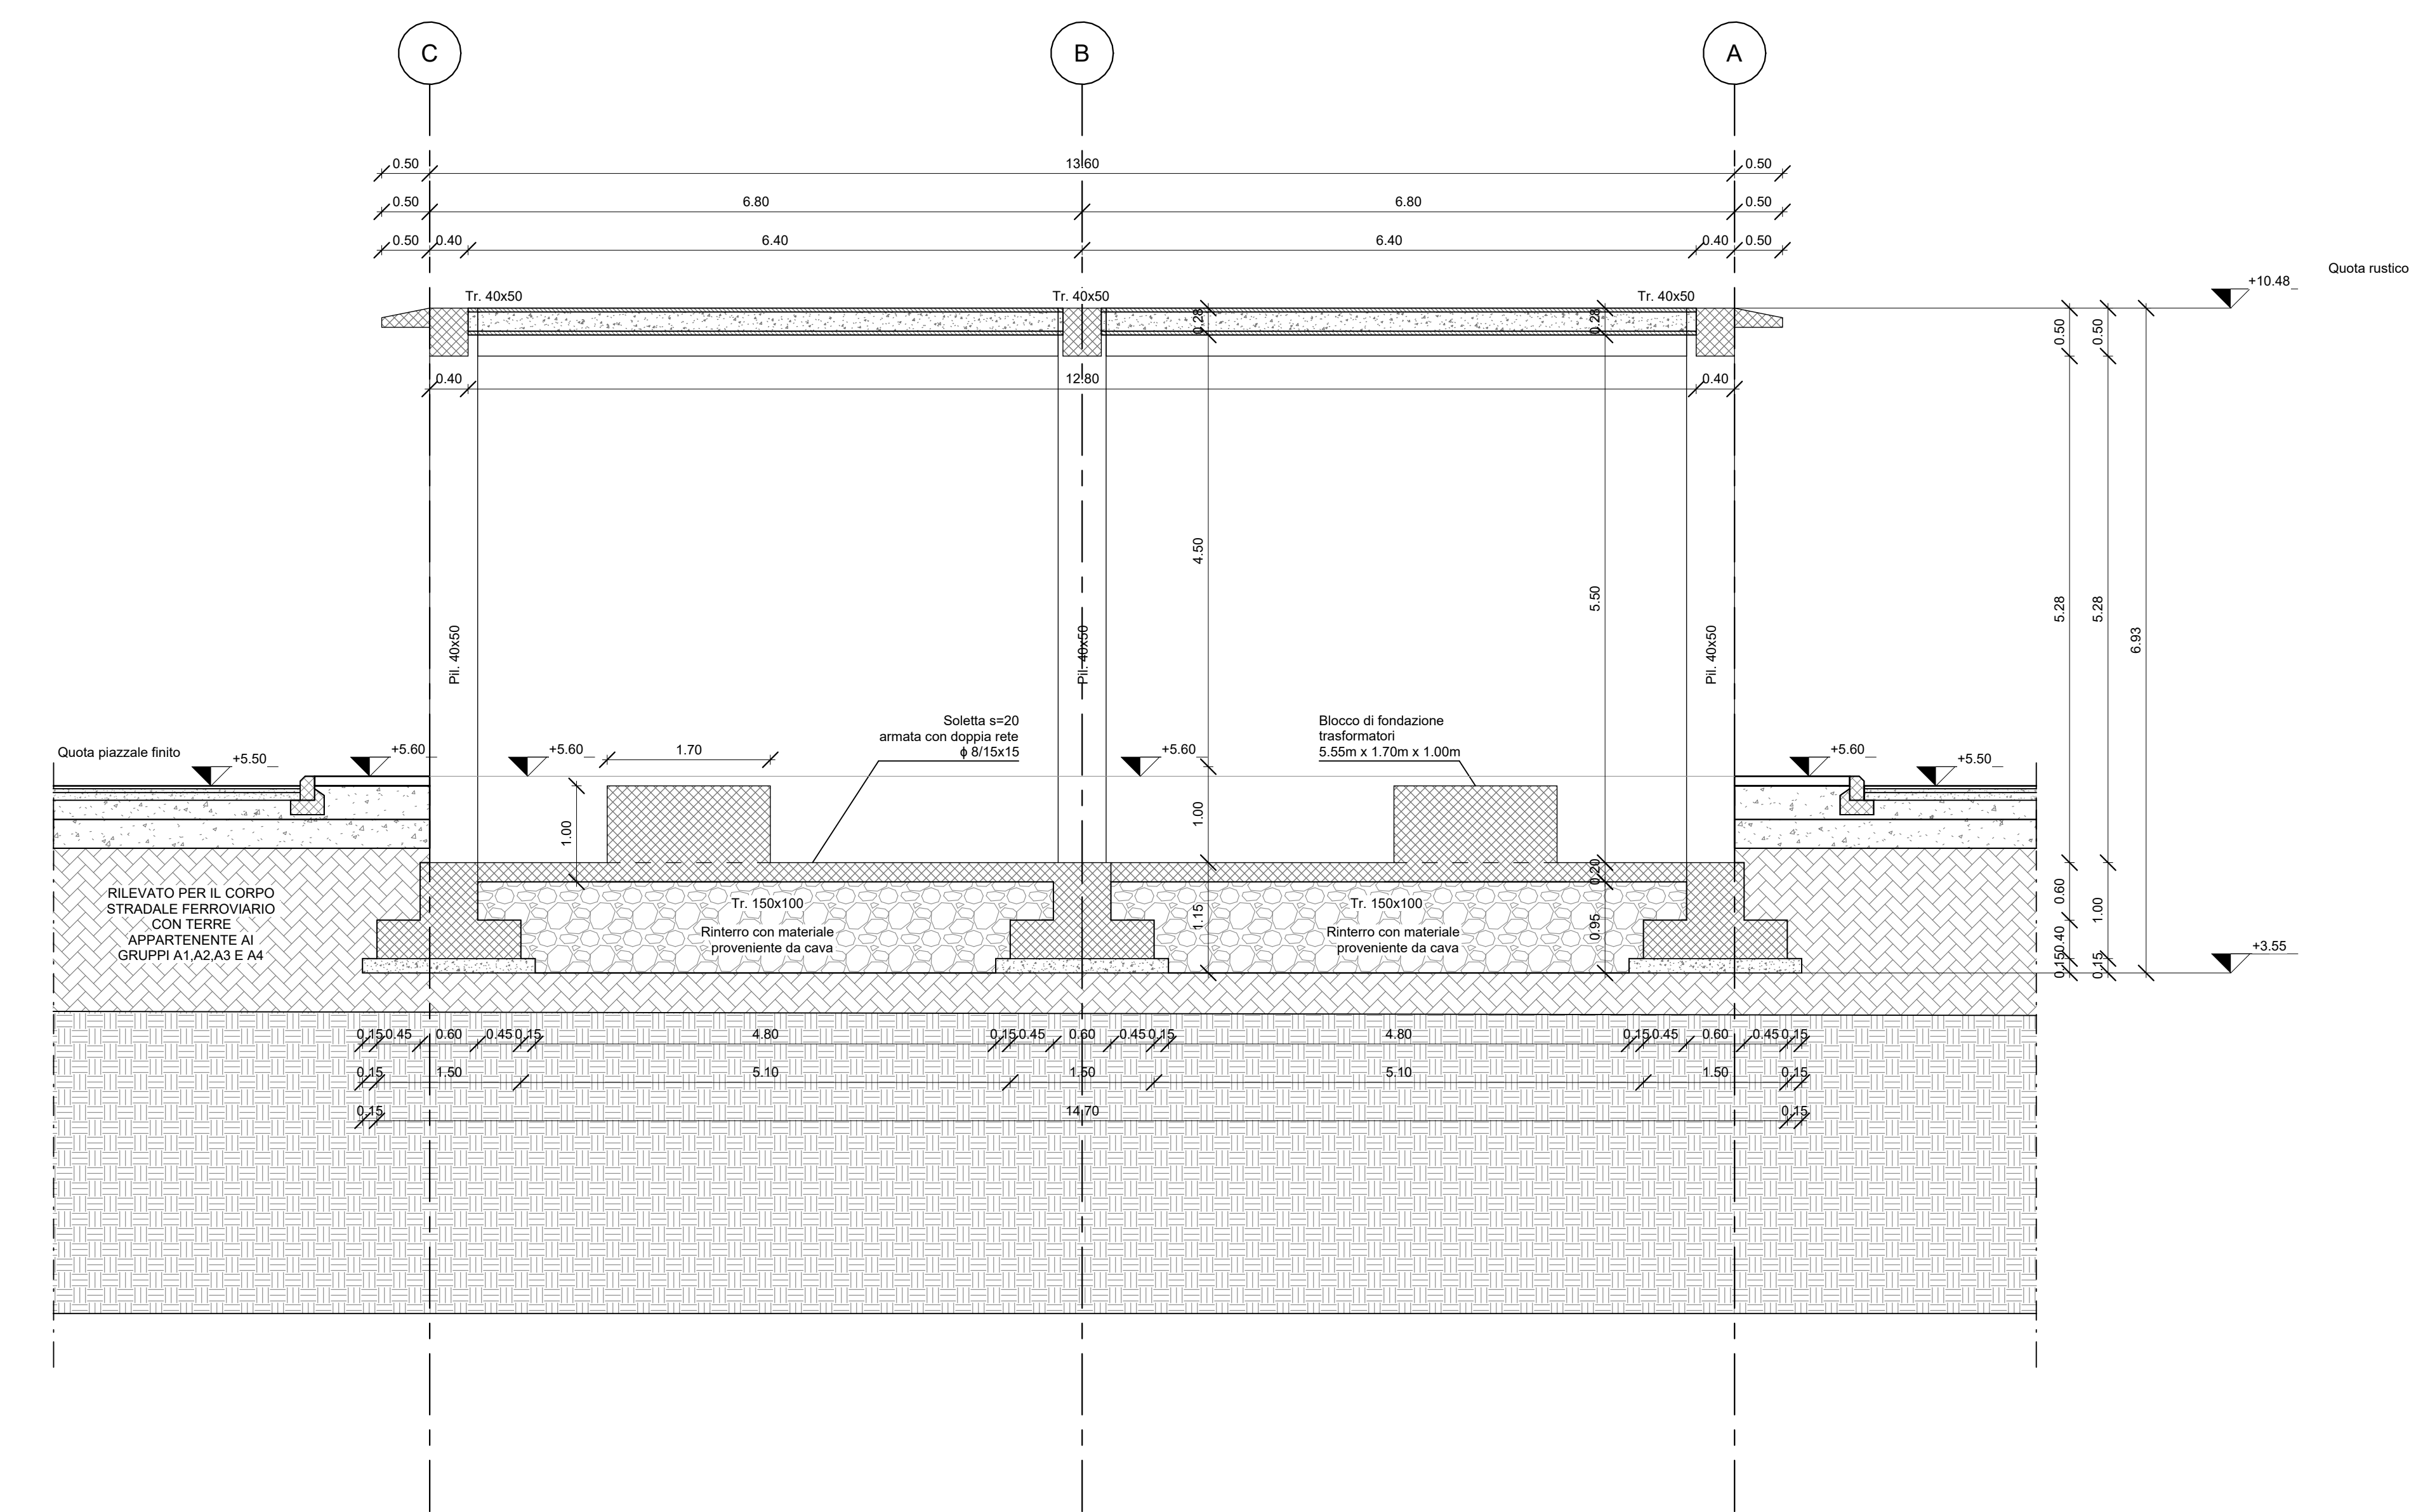 C
B
A
0.50
13.60
0.50
0.50
6.80
6.80
0.50
0.50
0.40
6.40
6.40
0.40
0.50
Quota rustico
+10.48
Tr. 40x50
Tr. 40x50
Tr. 40x50
0.28
0.28
0.50
0.50
0.40
12.80
0.40
4.50
5.50
5.28
5.28
6.93
Pil. 40x50
Pil. 40x50
Pil. 40x50
Soletta s=20
armata con doppia rete
ϕ 8/15x15
Blocco di fondazione
trasformatori
5.55m x 1.70m x 1.00m
Quota piazzale finito
+5.50
+5.60
+5.60
1.70
+5.60
+5.60
+5.50
1.00
1.00
0.20
RILEVATO PER IL CORPO
STRADALE FERROVIARIO
CON TERRE
APPARTENENTE AI
GRUPPI A1,A2,A3 E A4
Tr. 150x100
Rinterro con materiale
proveniente da cava
1.15
Tr. 150x100
Rinterro con materiale
proveniente da cava
0.95
0.60
0.40
0.15
1.00
0.15
+3.55
0.15
0.45
0.60
0.45
0.15
4.80
0.15
0.45
0.60
0.45
0.15
4.80
0.15
0.45
0.60
0.45
0.15
0.15
1.50
5.10
1.50
5.10
1.50
0.15
0.15
14.70
0.15